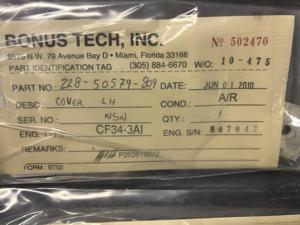 BONUS TECH, INC. Nº 502470
5575 N.W. 79 Avenue Bay D • Miami, Florida 33166
PART IDENTIFICATION TAG (305) 884-6670 W/O: 10-475
PART NO.: 228-50579-809 DATE: JUN 01 2010
DESC.: COVER LH COND.: A/R
SER. NO.: NSN
ENG. CF34-3A1 ENG. S/N: 807042
REMARKS:
FORM: BT02